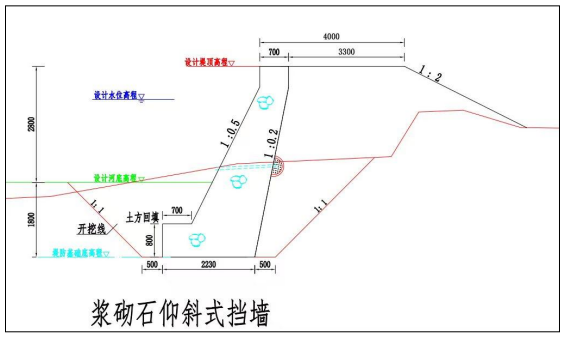 4000
700
3300
设计堤顶高程
1：2
设计水位高程
1：0.5
1：0.2
2800
设计河底高程
700
土方回填
1:1
1:1
开挖线
1800
800
堤防基础底高程
500
2230
500
浆砌石仰斜式挡墙